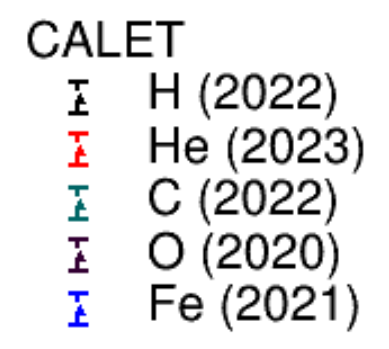 CALET
H (2022)
He (2023)
C (2022)
O (2020)
Fe (2021)